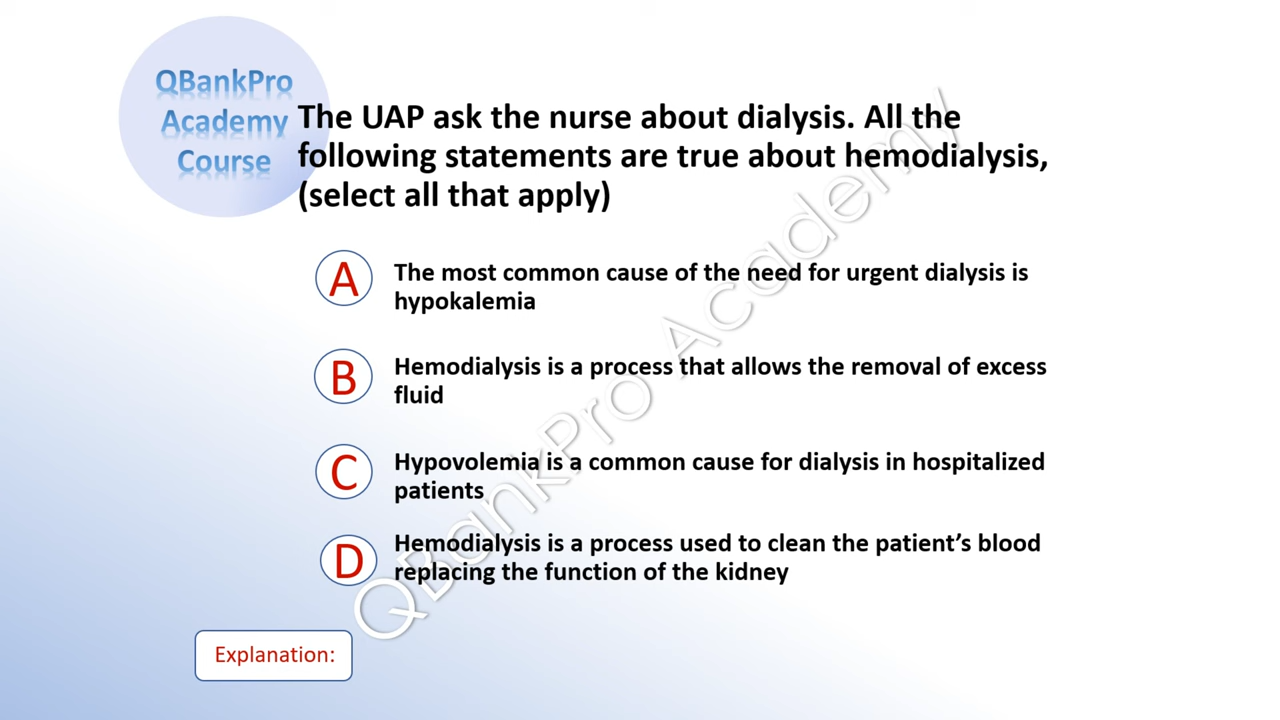 QBankPro
Academy
Course
The UAP ask the nurse about dialysis. All the
following statements are true about hemodialysis,
(select all that apply)
A
The most common cause of the need for urgent dialysis is
hypokalemia
B
Hemodialysis is a process that allows the removal of excess
fluid
C
Hypovolemia is a common cause for dialysis in hospitalized
patients
D
Hemodialysis is a process used to clean the patient’s blood
replacing the function of the kidney
Explanation:
QBankPro Academy